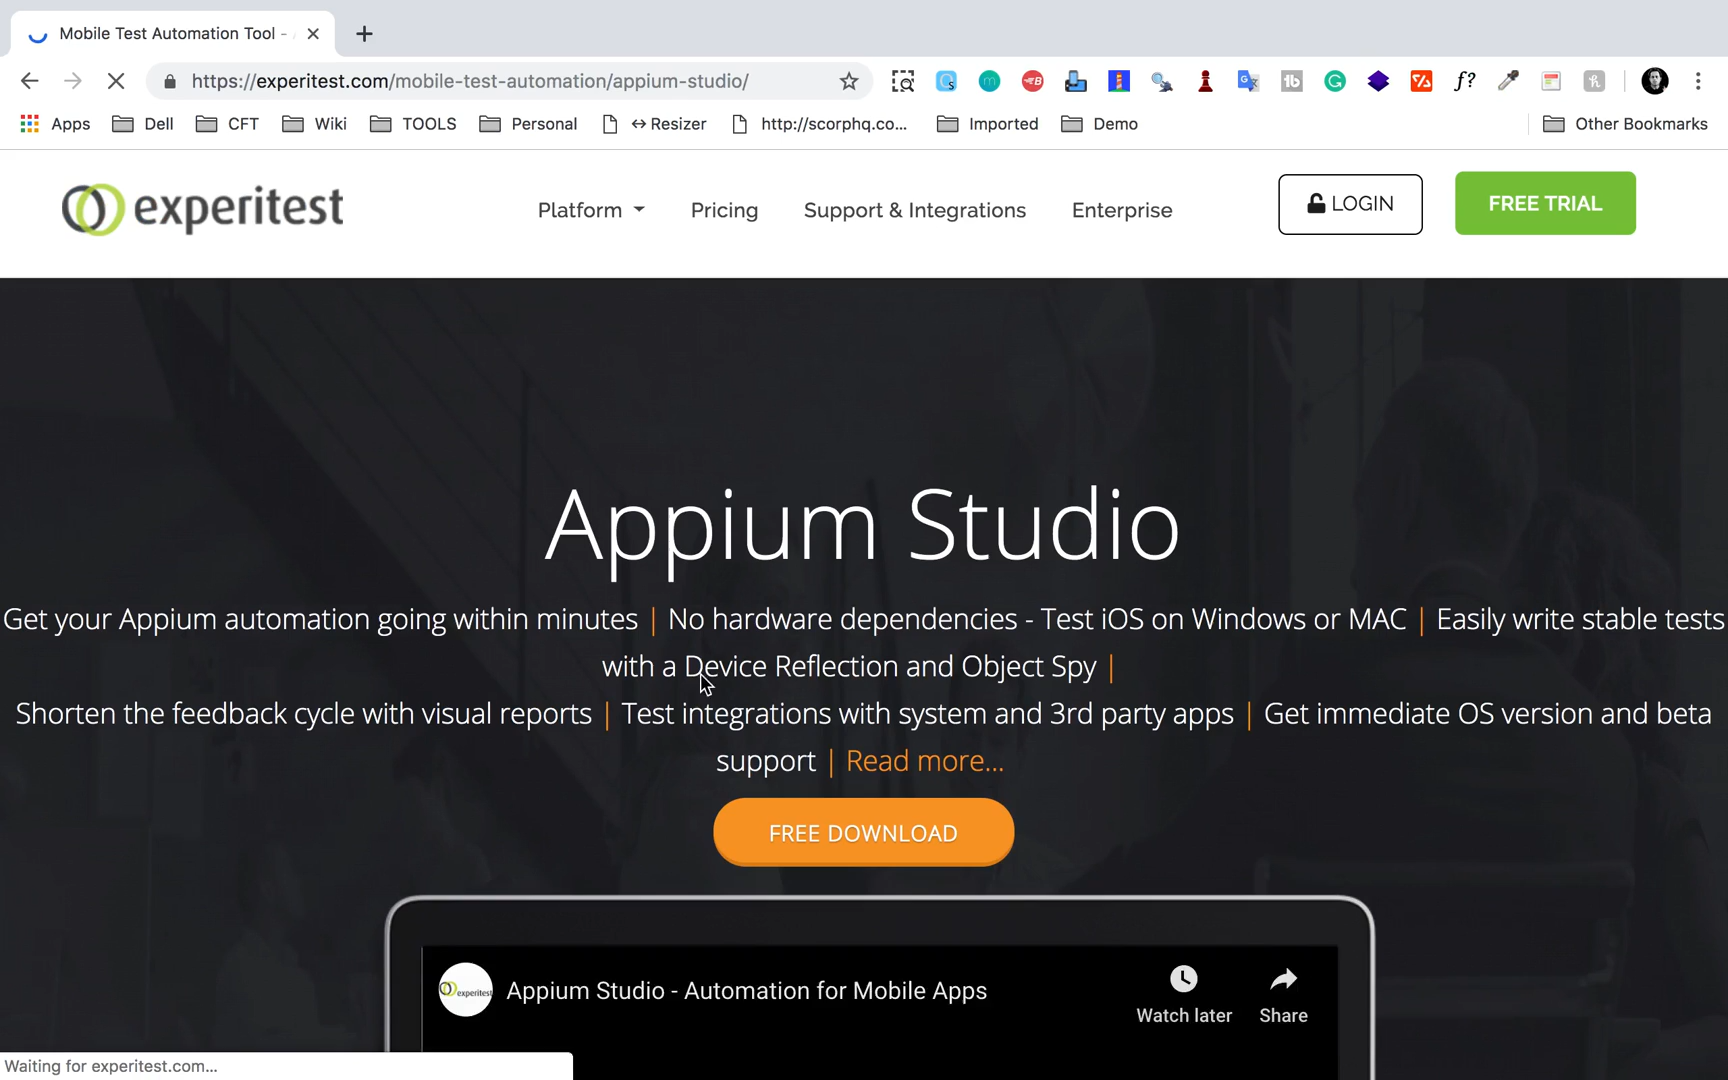 Mobile Test Automation Tool -
https://experitest.com/mobile-test-automation/appium-studio/
Apps Dell CFT Wiki TOOLS Personal ↔ Resizer http://scorphq.co... Imported Demo Other Bookmarks
experitest
Platform Pricing Support & Integrations Enterprise LOGIN FREE TRIAL
Appium Studio
Get your Appium automation going within minutes | No hardware dependencies - Test iOS on Windows or MAC | Easily write stable tests
with a Device Reflection and Object Spy |
Shorten the feedback cycle with visual reports | Test integrations with system and 3rd party apps | Get immediate OS version and beta
support | Read more...
FREE DOWNLOAD
experitest Appium Studio - Automation for Mobile Apps
Watch later Share
Waiting for experitest.com...